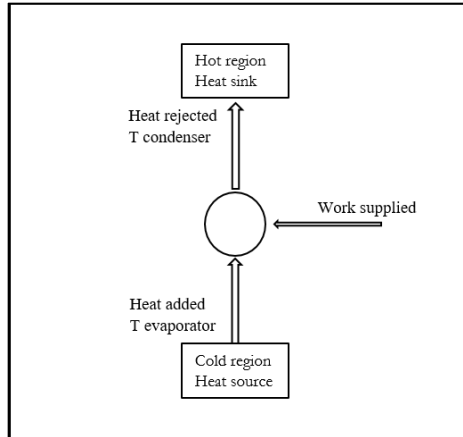 Hot region
Heat sink
Heat rejected
T condenser
Work supplied
Heat added
T evaporator
Cold region
Heat source